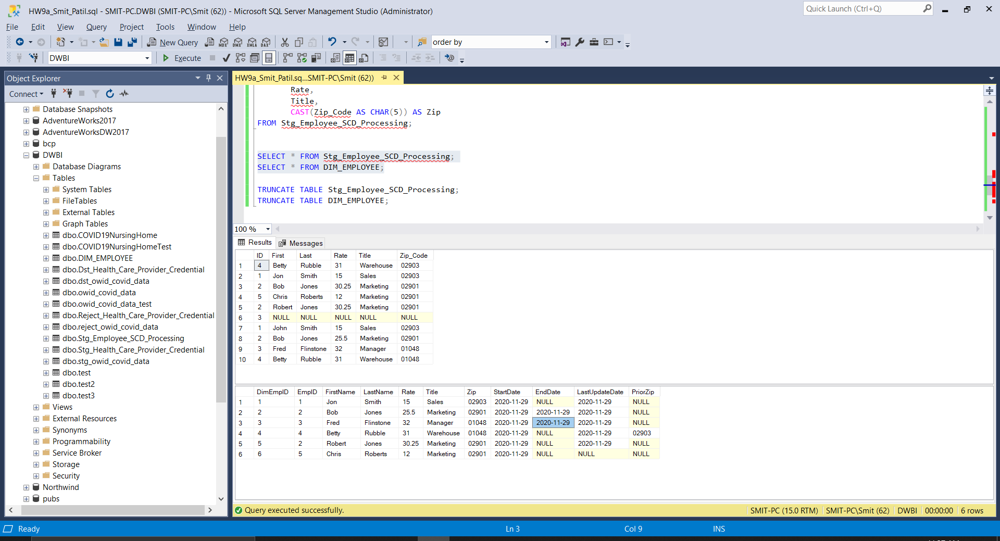 HW9a_Smit_Patil.sql - SMIT-PC.DWBI (SMIT-PC\Smit (62)) - Microsoft SQL Server Management Studio (Administrator)
Quick Launch (Ctrl+Q)
File Edit View Query Project Tools Window Help
New Query MDX DMX XMLA DAX order by
DWBI Execute
Object Explorer
Connect
Database Snapshots
AdventureWorks2017
AdventureWorksDW2017
bcp
DWBI
Database Diagrams
Tables
System Tables
FileTables
External Tables
Graph Tables
dbo.COVID19NursingHome
dbo.COVID19NursingHomeTest
dbo.DIM_EMPLOYEE
dbo.Dst_Health_Care_Provider_Credential
dbo.dst_owid_covid_data
dbo.owid_covid_data
dbo.owid_covid_data_test
dbo.Reject_Health_Care_Provider_Credential
dbo.reject_owid_covid_data
dbo.Stg_Employee_SCD_Processing
dbo.Stg_Health_Care_Provider_Credential
dbo.stg_owid_covid_data
dbo.test
dbo.test2
dbo.test3
Views
External Resources
Synonyms
Programmability
Service Broker
Storage
Security
Northwind
pubs
HW9a_Smit_Patil.sq...SMIT-PC\Smit (62))
Rate,
Title,
CAST(Zip_Code AS CHAR(5)) AS Zip
FROM Stg_Employee_SCD_Processing;
SELECT * FROM Stg_Employee_SCD_Processing;
SELECT * FROM DIM_EMPLOYEE;
TRUNCATE TABLE Stg_Employee_SCD_Processing;
TRUNCATE TABLE DIM_EMPLOYEE;
100 %
Results Messages
ID First Last Rate Title Zip_Code
1 4 Betty Rubble 31 Warehouse 02903
2 1 Jon Smith 15 Sales 02903
3 2 Bob Jones 30.25 Marketing 02901
4 5 Chris Roberts 12 Marketing 02901
5 2 Robert Jones 30.25 Marketing 02901
6 3 NULL NULL NULL NULL NULL
7 1 John Smith 15 Sales 02903
8 2 Bob Jones 25.5 Marketing 02901
9 3 Fred Flinstone 32 Manager 01048
10 4 Betty Rubble 31 Warehouse 01048
DimEmpID EmpID FirstName LastName Rate Title Zip StartDate EndDate LastUpdateDate PriorZip
1 1 1 Jon Smith 15 Sales 02903 2020-11-29 NULL 2020-11-29 NULL
2 2 2 Bob Jones 25.5 Marketing 02901 2020-11-29 2020-11-29 2020-11-29 NULL
3 3 3 Fred Flinstone 32 Manager 01048 2020-11-29 2020-11-29 2020-11-29 NULL
4 4 4 Betty Rubble 31 Warehouse 01048 2020-11-29 NULL 2020-11-29 02903
5 5 2 Robert Jones 30.25 Marketing 02901 2020-11-29 NULL 2020-11-29 NULL
6 6 5 Chris Roberts 12 Marketing 02901 2020-11-29 NULL NULL NULL
Query executed successfully. SMIT-PC (15.0 RTM) SMIT-PC\Smit (62) DWBI 00:00:00 6 rows
Ready Ln 3 Col 9 INS